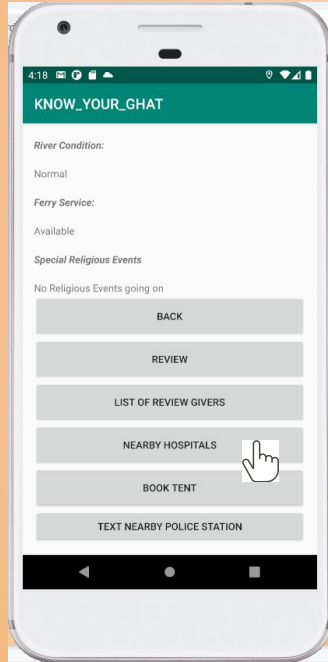 4:18
KNOW_YOUR_GHAT
River Condition:
Normal
Ferry Service:
Available
Special Religious Events
No Religious Events going on
BACK
REVIEW
LIST OF REVIEW GIVERS
NEARBY HOSPITALS
BOOK TENT
TEXT NEARBY POLICE STATION